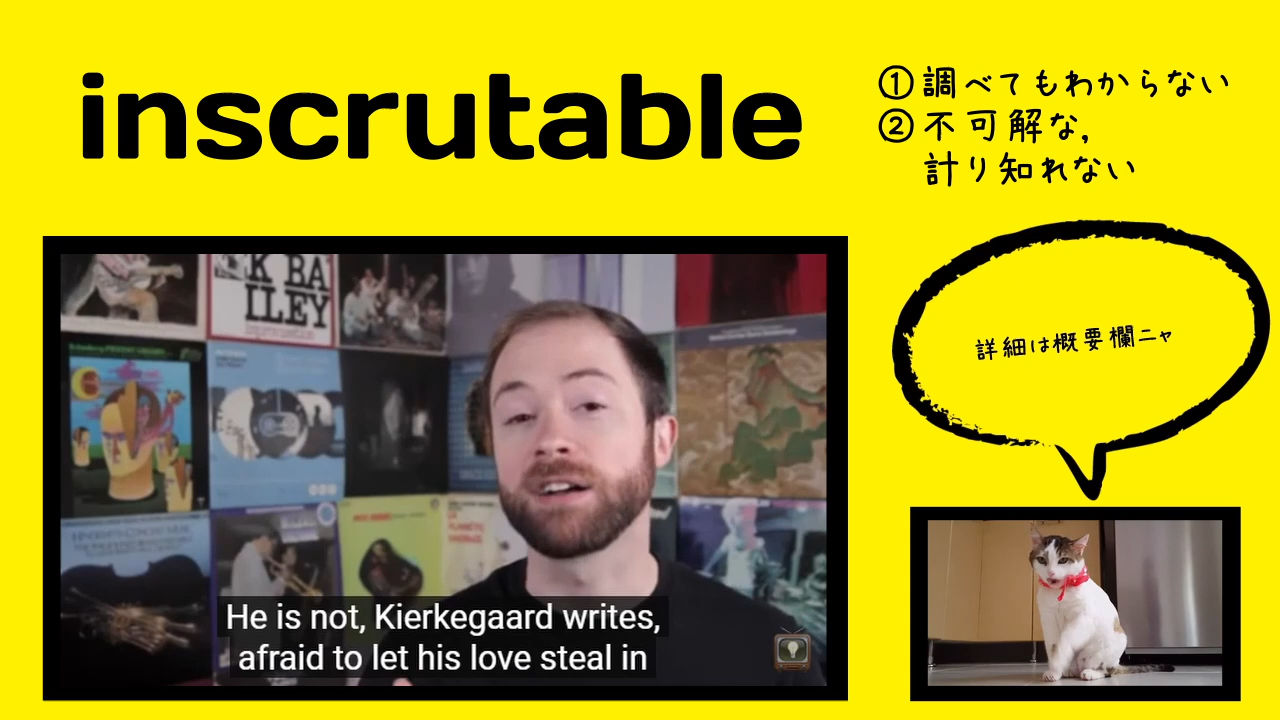 inscrutable
①調べてもわからない
②不可解な,
計り知れない
K BA
ILEY
詳細は概要欄ニャ
He is not, Kierkegaard writes,
afraid to let his love steal in